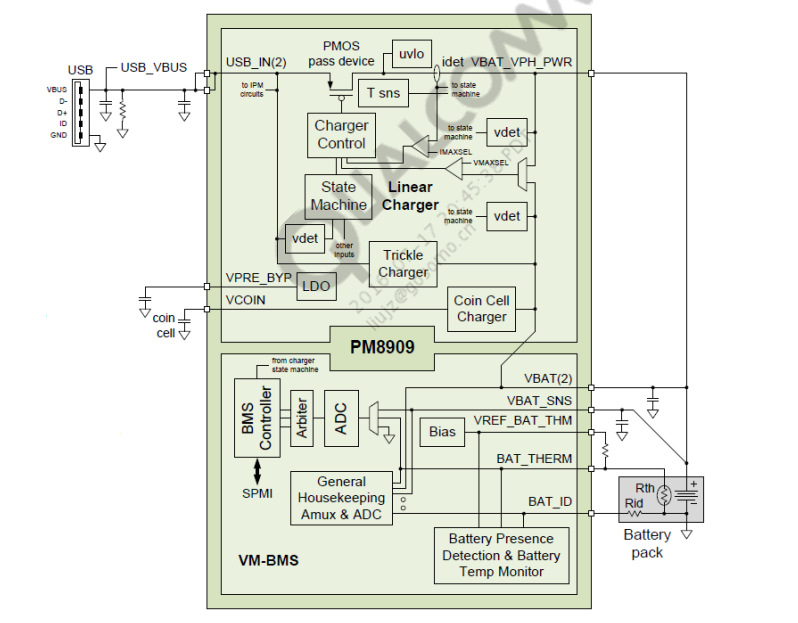 QUALCOMM
PMOS
pass device
uvlo
USB_IN(2)
idet
VBAT_VPH_PWR
USB
USB_VBUS
VBUS
D-
D+
ID
GND
to IPM
circuits
T sns
to state
machine
Charger
Control
to state
machine
vdet
IMAXSEL
VMAXSEL
State
Machine
Linear
Charger
to state
machine
vdet
vdet
other
inputs
Trickle
Charger
VPRE_BYP
LDO
VCOIN
coin
cell
Coin Cell
Charger
PM8909
from charger
state machine
VBAT(2)
VBAT_SNS
VREF_BAT_THM
BMS
Controller
Arbiter
ADC
Bias
BAT_THERM
SPMI
General
Housekeeping
Amux & ADC
Rth
+
Rid
−
BAT_ID
Battery
pack
Battery Presence
Detection & Battery
Temp Monitor
VM-BMS